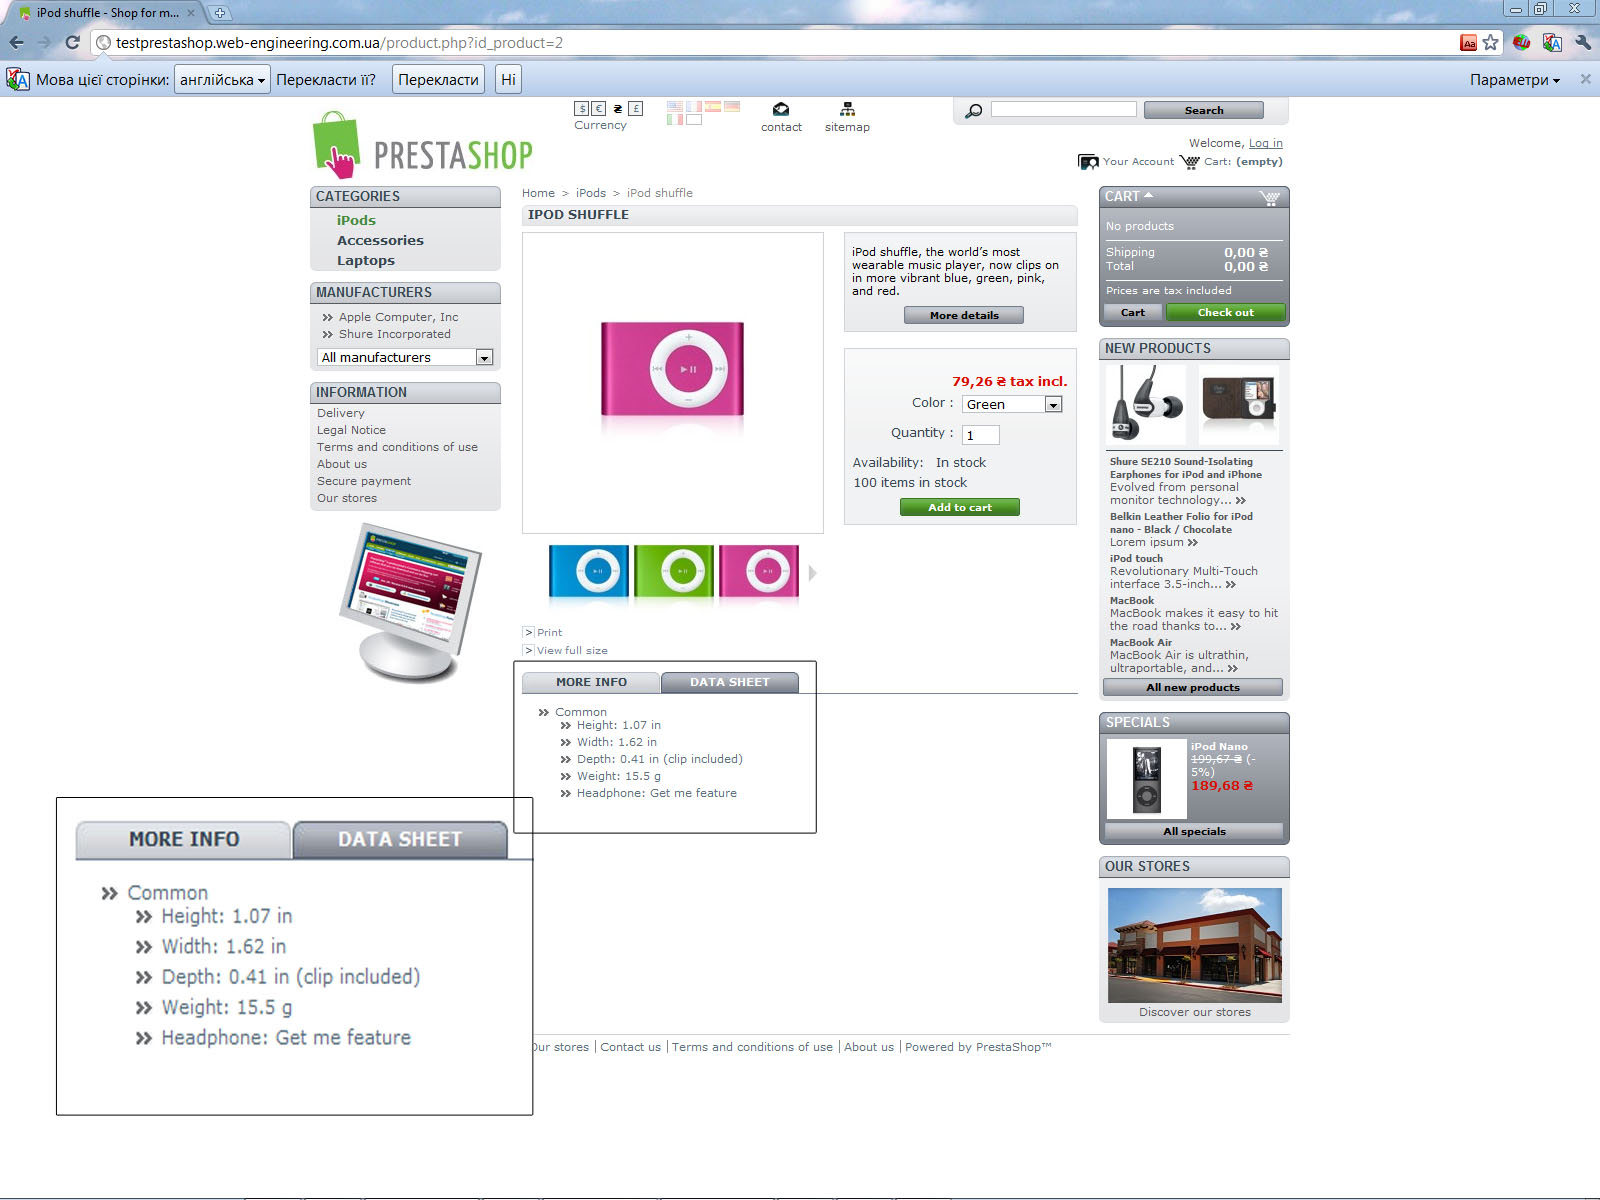 iPod shuffle - Shop for m...
testprestashop.web-engineering.com.ua/product.php?id_product=2
Мова цієї сторінки: англійська Перекласти її? Перекласти Ні Параметри
$ € ₴ £
Currency
contact
sitemap
Search
PRESTASHOP
Welcome, Log in
Your Account Cart: (empty)
CATEGORIES
iPods
Accessories
Laptops
MANUFACTURERS
Apple Computer, Inc
Shure Incorporated
All manufacturers
INFORMATION
Delivery
Legal Notice
Terms and conditions of use
About us
Secure payment
Our stores
Home > iPods > iPod shuffle
IPOD SHUFFLE
iPod shuffle, the world’s most
wearable music player, now clips on
in more vibrant blue, green, pink,
and red.
More details
79,26 ₴ tax incl.
Color : Green
Quantity : 1
Availability: In stock
100 items in stock
Add to cart
Print
View full size
MORE INFO DATA SHEET
Common
Height: 1.07 in
Width: 1.62 in
Depth: 0.41 in (clip included)
Weight: 15.5 g
Headphone: Get me feature
CART
No products
Shipping 0,00 ₴
Total 0,00 ₴
Prices are tax included
Cart Check out
NEW PRODUCTS
Shure SE210 Sound-Isolating
Earphones for iPod and iPhone
Evolved from personal
monitor technology...
Belkin Leather Folio for iPod
nano - Black / Chocolate
Lorem ipsum
iPod touch
Revolutionary Multi-Touch
interface 3.5-inch...
MacBook
MacBook makes it easy to hit
the road thanks to...
MacBook Air
MacBook Air is ultrathin,
ultraportable, and...
All new products
SPECIALS
iPod Nano
199,67 ₴ (-
5%)
189,68 ₴
All specials
OUR STORES
Discover our stores
MORE INFO DATA SHEET
Common
Height: 1.07 in
Width: 1.62 in
Depth: 0.41 in (clip included)
Weight: 15.5 g
Headphone: Get me feature
Our stores | Contact us | Terms and conditions of use | About us | Powered by PrestaShop™